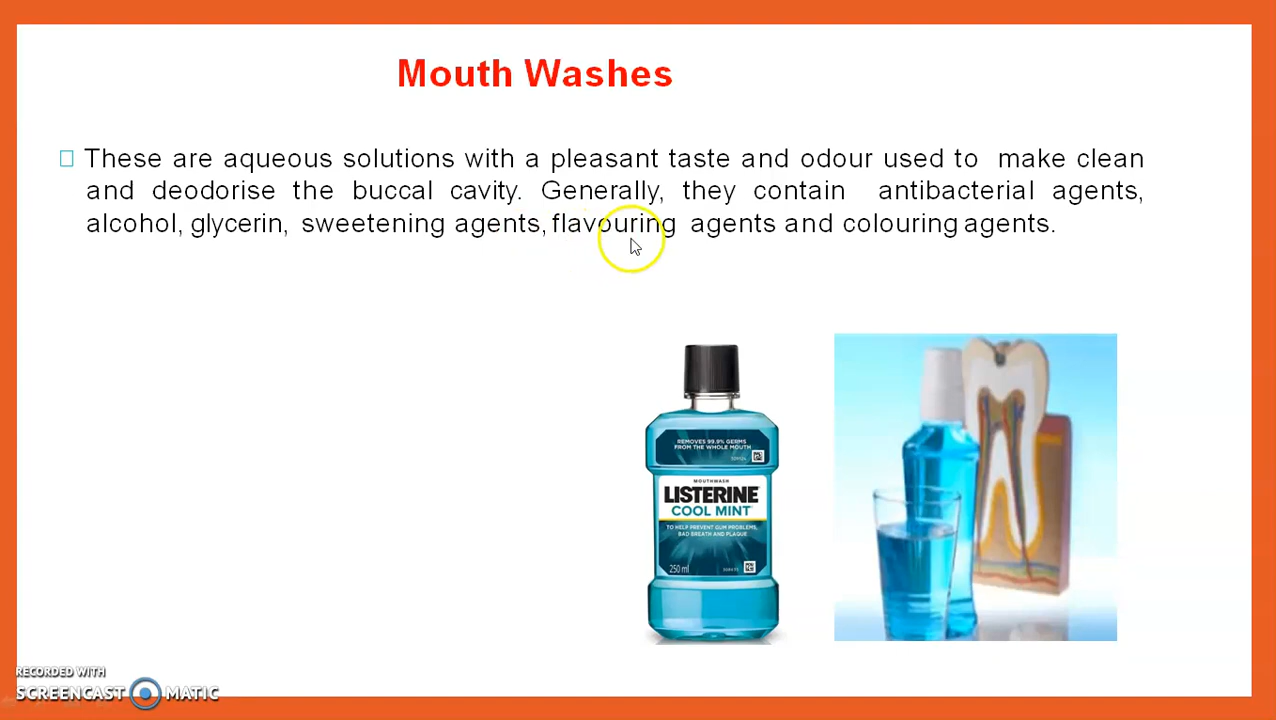 Mouth Washes
These are aqueous solutions with a pleasant taste and odour used to make clean
and deodorise the buccal cavity. Generally, they contain antibacterial agents,
alcohol, glycerin, sweetening agents, flavouring agents and colouring agents.
REMOVES 99.9% GERMS
FROM THE WHOLE MOUTH
MOUTHWASH
LISTERINE
COOL MINT
TO HELP PREVENT GUM PROBLEMS,
BAD BREATH AND PLAQUE
250 ml
RECORDED WITH
SCREENCAST MATIC